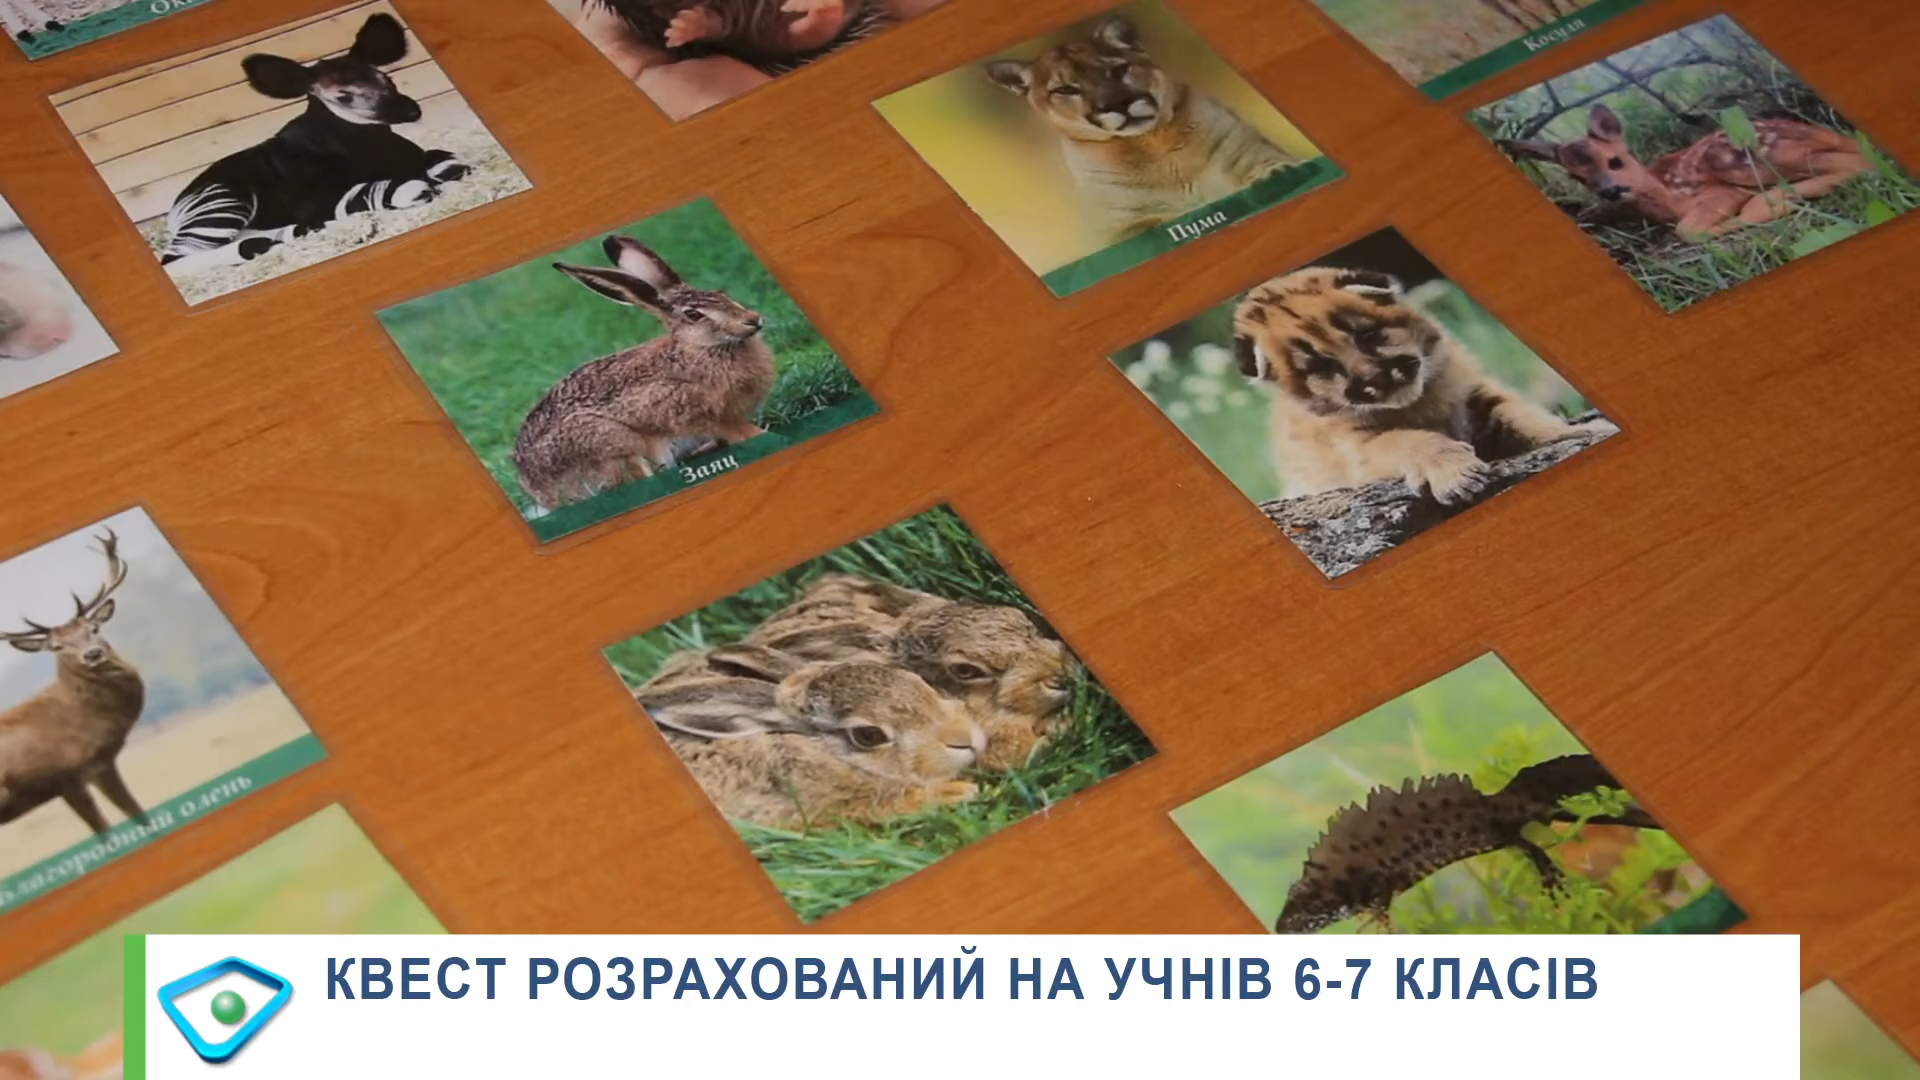 Косуля
Пума
Заяц
Благородный олень
КВЕСТ РОЗРАХОВАНИЙ НА УЧНІВ 6-7 КЛАСІВ